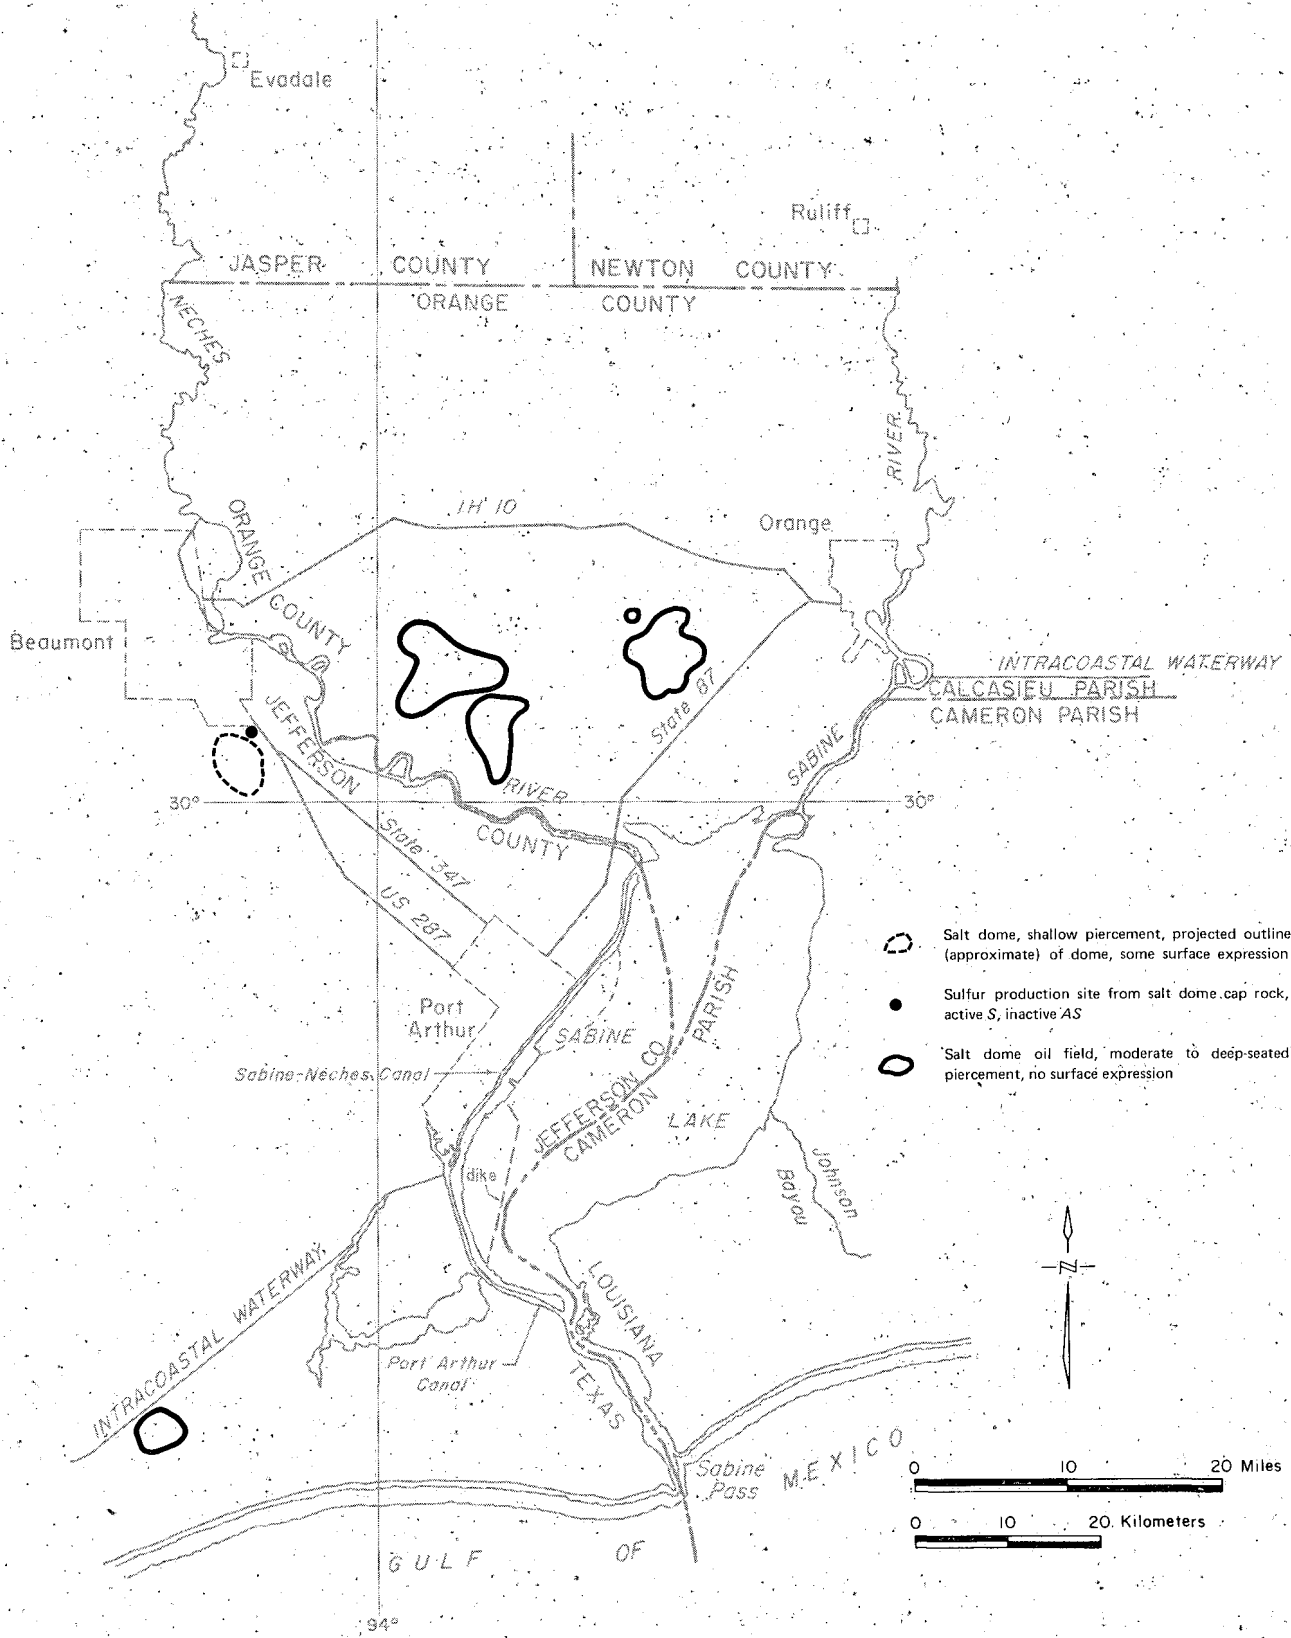 Evadale
Ruliff
JASPER COUNTY
NEWTON COUNTY
ORANGE COUNTY
NECHES
RIVER
IH 10
Orange
ORANGE
COUNTY
Beaumont
INTRACOASTAL WATERWAY
CALCASIEU PARISH
CAMERON PARISH
State 87
JEFFERSON
SABINE
RIVER
30°
30°
COUNTY
State 347
US 287
Salt dome, shallow piercement, projected outline
(approximate) of dome, some surface expression
Sulfur production site from salt dome cap rock,
active S, inactive AS
Salt dome oil field, moderate to deep-seated
piercement, no surface expression
Port
Arthur
SABINE
PARISH
Sabine-Neches Canal
JEFFERSON CO
CAMERON
LAKE
dike
Johnson
Bayou
N
INTRACOASTAL WATERWAY
LOUISIANA
TEXAS
Port Arthur
Canal
Sabine
Pass
GULF OF MEXICO
0 10 20 Miles
0 10 20 Kilometers
94°